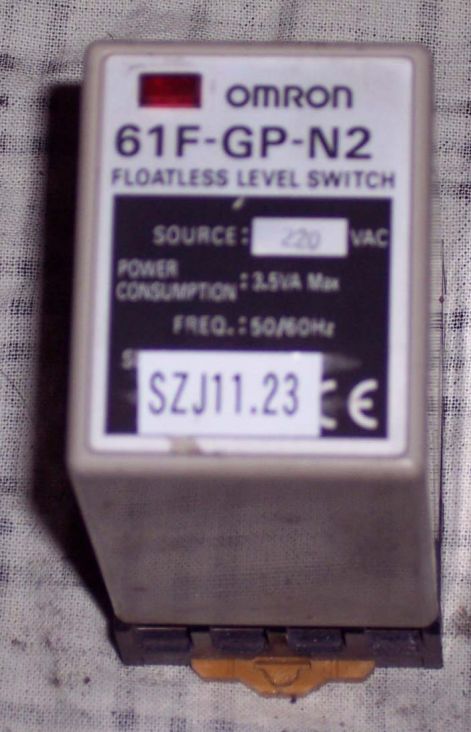 OMRON
61F-GP-N2
FLOATLESS LEVEL SWITCH
SOURCE: 220 VAC
POWER CONSUMPTION : 3.5VA Max
FREQ.: 50/60Hz
SZJ11.23
CE